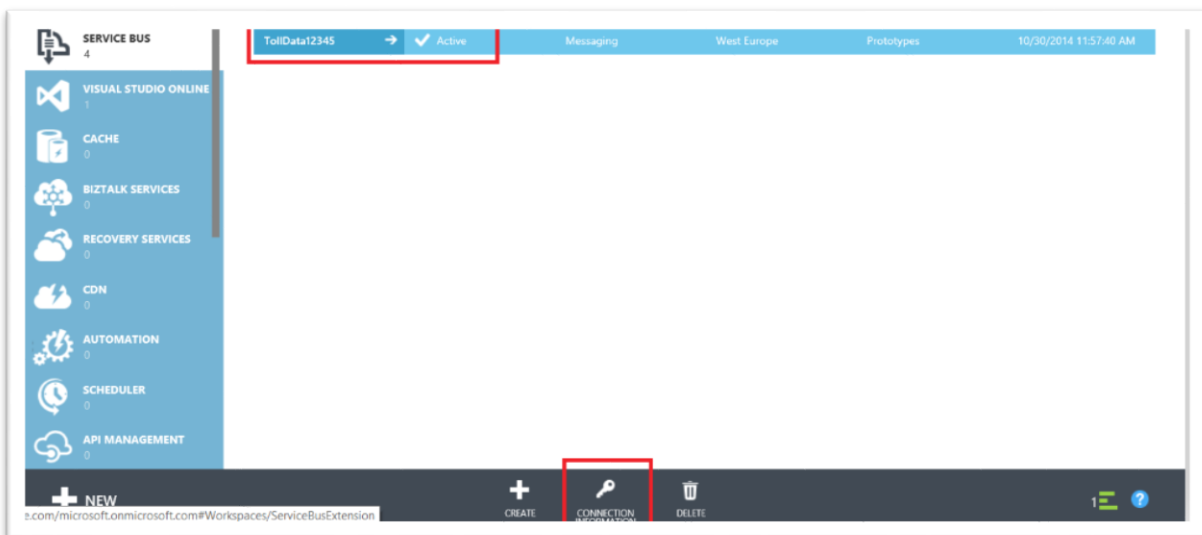 SERVICE BUS
4
TollData12345 Active Messaging West Europe Prototypes 10/30/2014 11:57:40 AM
VISUAL STUDIO ONLINE
1
CACHE
0
BIZTALK SERVICES
0
RECOVERY SERVICES
0
CDN
0
AUTOMATION
0
SCHEDULER
0
API MANAGEMENT
0
NEW
CREATE
CONNECTION
INFORMATION
DELETE
1
?
e.com/microsoft.onmicrosoft.com#Workspaces/ServiceBusExtension